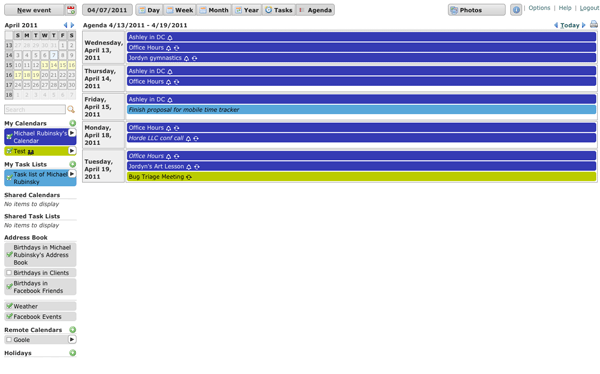 New event
04/07/2011
Day
Week
Month
Year
Tasks
Agenda
Photos
Options | Help | Logout
April 2011
Agenda 4/13/2011 - 4/19/2011
Today
S M T W T F S
13 27 28 29 30 31 1 2
14 3 4 5 6 7 8 9
15 10 11 12 13 14 15 16
16 17 18 19 20 21 22 23
17 24 25 26 27 28 29 30
18 1 2 3 4 5 6 7
Search
My Calendars
Michael Rubinsky's
Calendar
Test
My Task Lists
Task list of Michael
Rubinsky
Shared Calendars
No items to display
Shared Task Lists
No items to display
Address Book
Birthdays in Michael
Rubinsky's Address
Book
Birthdays in Clients
Birthdays in
Facebook Friends
Weather
Facebook Events
Remote Calendars
Goole
Holidays
Wednesday,
April 13,
2011
Ashley in DC
Office Hours
Jordyn gymnastics
Thursday,
April 14,
2011
Ashley in DC
Office Hours
Friday,
April 15,
2011
Ashley in DC
Finish proposal for mobile time tracker
Monday,
April 18,
2011
Office Hours
Horde LLC conf call
Tuesday,
April 19,
2011
Office Hours
Jordyn's Art Lesson
Bug Triage Meeting